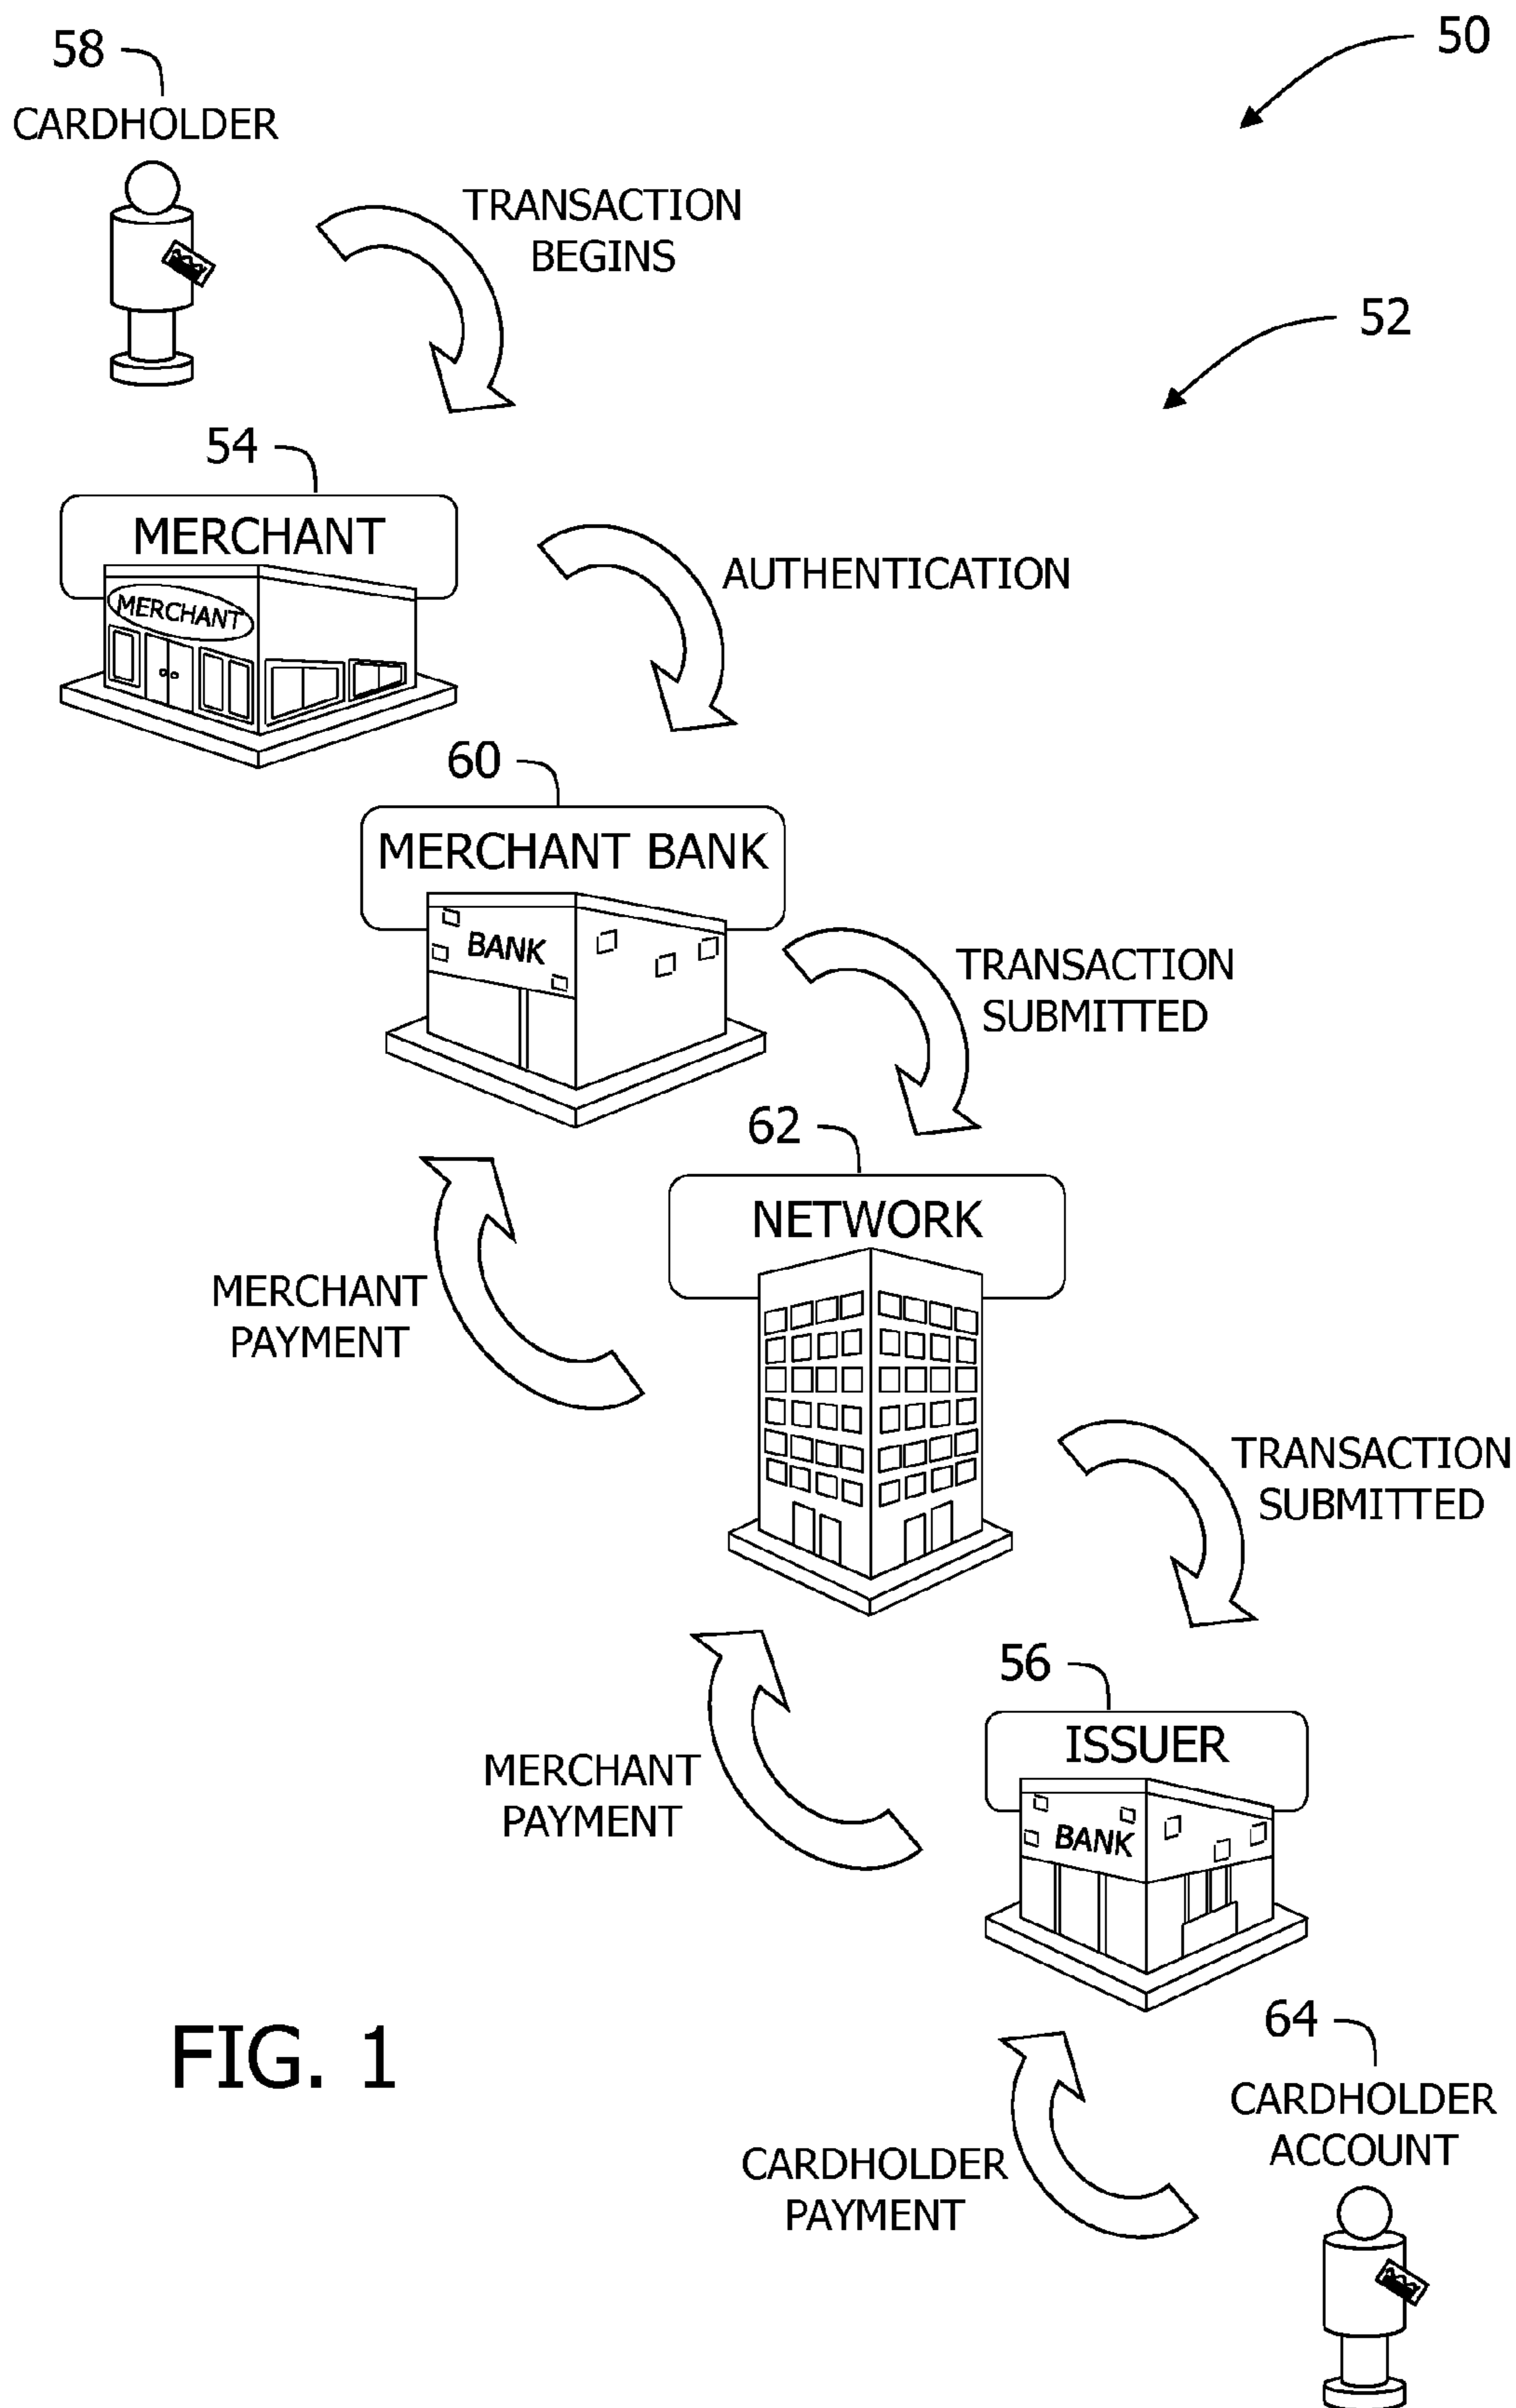 50
58
CARDHOLDER
TRANSACTION
BEGINS
52
54
MERCHANT
MERCHANT
AUTHENTICATION
60
MERCHANT BANK
BANK
TRANSACTION
SUBMITTED
62
NETWORK
MERCHANT
PAYMENT
TRANSACTION
SUBMITTED
56
ISSUER
BANK
MERCHANT
PAYMENT
64
CARDHOLDER
ACCOUNT
CARDHOLDER
PAYMENT
FIG. 1